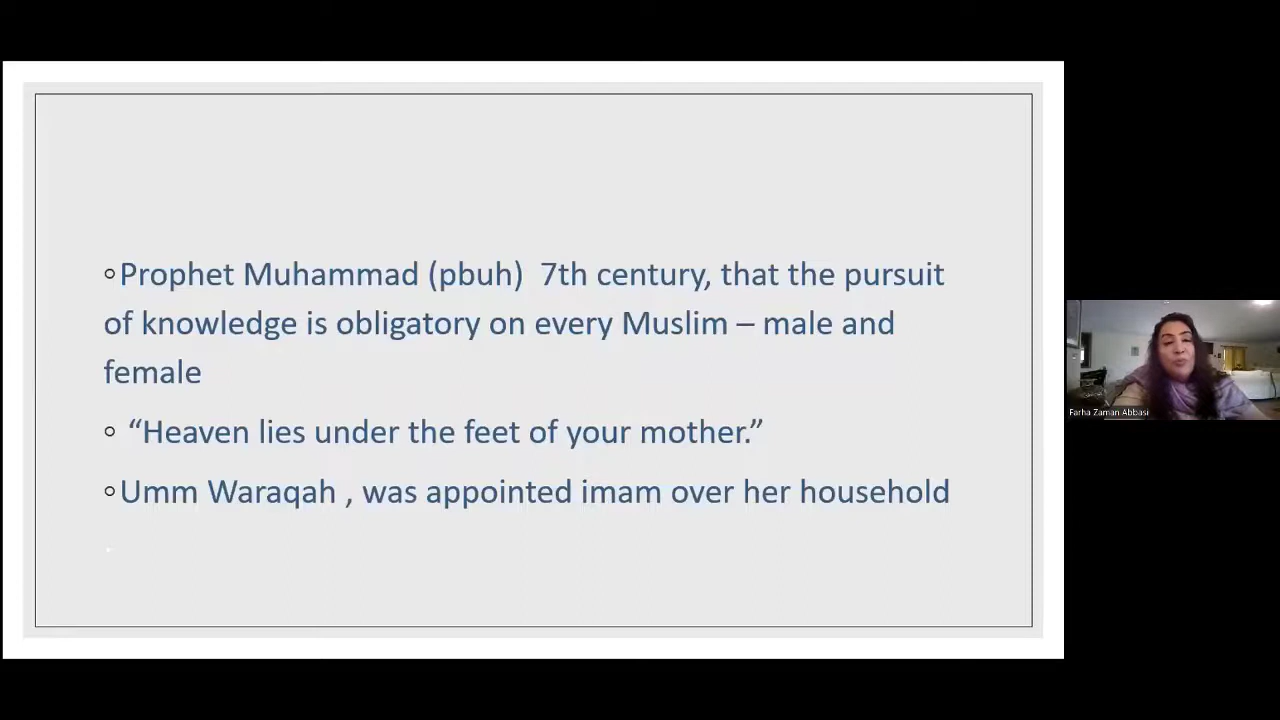 ◦Prophet Muhammad (pbuh)  7th century, that the pursuit
of knowledge is obligatory on every Muslim – male and
female
◦ “Heaven lies under the feet of your mother.”
◦Umm Waraqah , was appointed imam over her household
.
Farha Zaman Abbasi